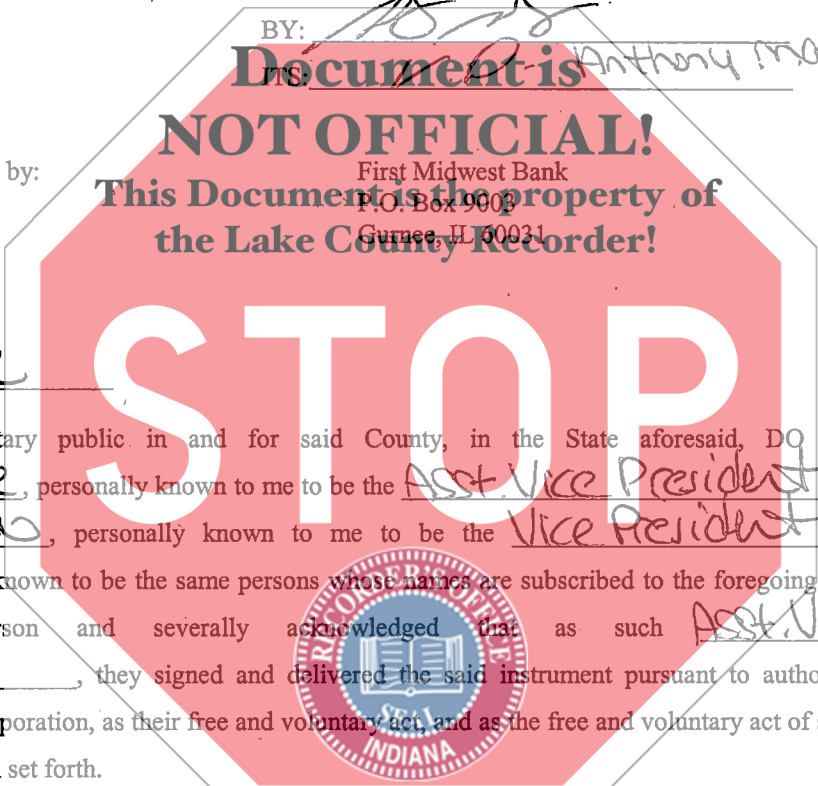 BY:
Document is
ITS: V.P. Anthony
NOT OFFICIAL!
by: First Midwest Bank
This Document is the property of
P.O. Box 9003
the Lake County Recorder!
Gurnee, IL 60031
STOP
tary public in and for said County, in the State aforesaid, DO
, personally known to me to be the Asst. Vice President
, personally known to me to be the Vice President
nown to be the same persons whose names are subscribed to the foregoing
rson and severally acknowledged that as such Asst. V
, they signed and delivered the said instrument pursuant to autho
poration, as their free and voluntary act, and as the free and voluntary act of s
set forth.
RECORDER'S OFFICE
SEAL
INDIANA